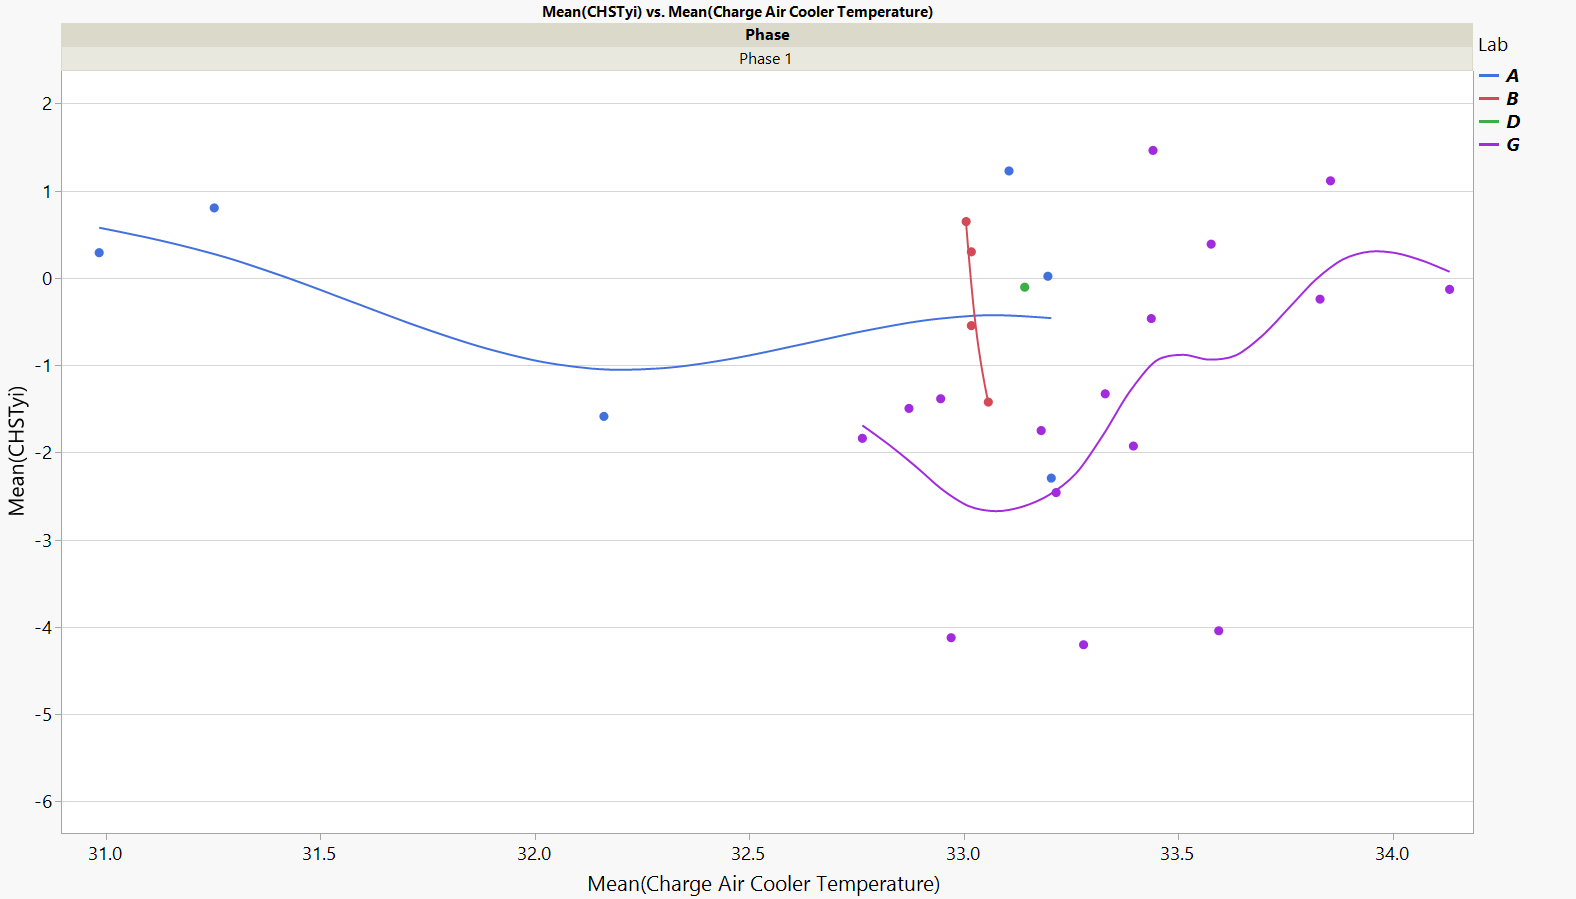 Mean(CHSTyi) vs. Mean(Charge Air Cooler Temperature)
Phase
Phase 1
Lab
A
B
D
G
Mean(CHSTyi)
2
1
0
-1
-2
-3
-4
-5
-6
31.0
31.5
32.0
32.5
33.0
33.5
34.0
Mean(Charge Air Cooler Temperature)